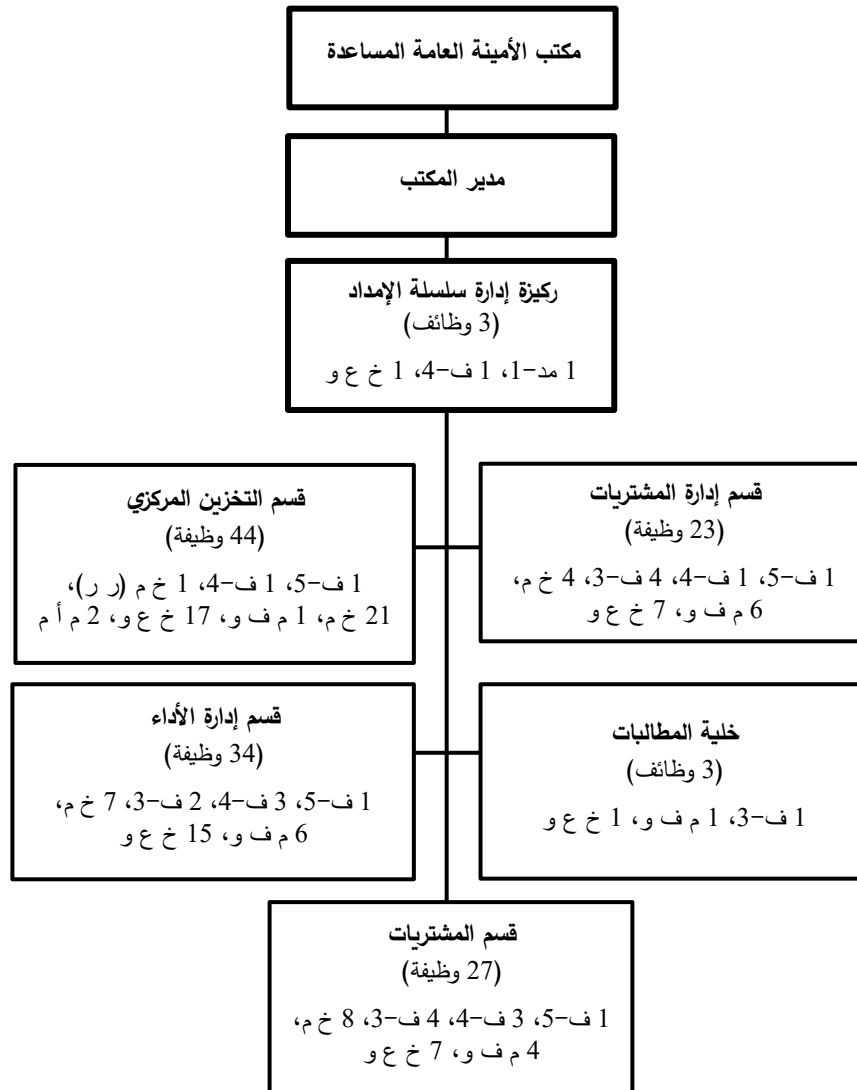 مكتب الأمينة العامة المساعدة
مدير المكتب
ركيزة إدارة سلسلة الإمداد
(3 وظائف)
1 مد-1، 1 ف-4، 1 خ ع و
قسم إدارة المشتريات
(23 وظيفة)
1 ف-5، 1 ف-4، 4 ف-3، 4 خ م،
6 م ف و، 7 خ ع و
قسم التخزين المركزي
(44 وظيفة)
1 ف-5، 1 ف-4، 1 خ م (ر ر)،
21 خ م، 1 م ف و، 17 خ ع و، 2 م أ م
خلية المطالبات
(3 وظائف)
1 ف-3، 1 م ف و، 1 خ ع و
قسم إدارة الأداء
(34 وظيفة)
1 ف-5، 3 ف-4، 2 ف-3، 7 خ م،
6 م ف و، 15 خ ع و
قسم المشتريات
(27 وظيفة)
1 ف-5، 3 ف-4، 4 ف-3، 8 خ م،
4 م ف و، 7 خ ع و